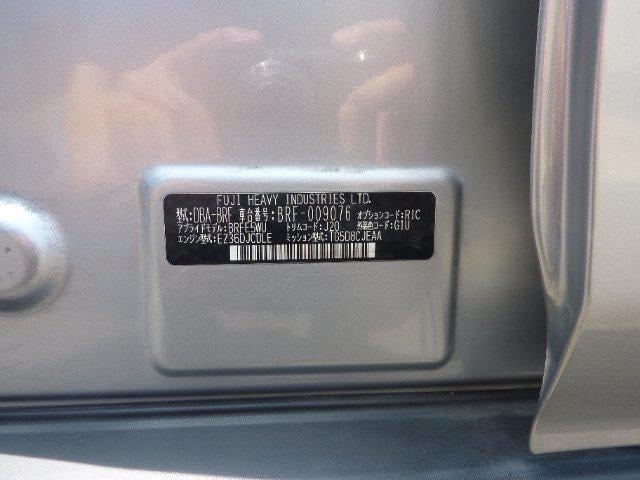 FUJI HEAVY INDUSTRIES LTD.
型式:DBA-BRF 車台番号:BRF-009076 オプションコード:R1C
アプライドモデル:BRFE5WJ トリムコード:J20 外装色コード:G1U
エンジン型式:EZ36DJCDLE ミッション型式:TG5D8CJEAA